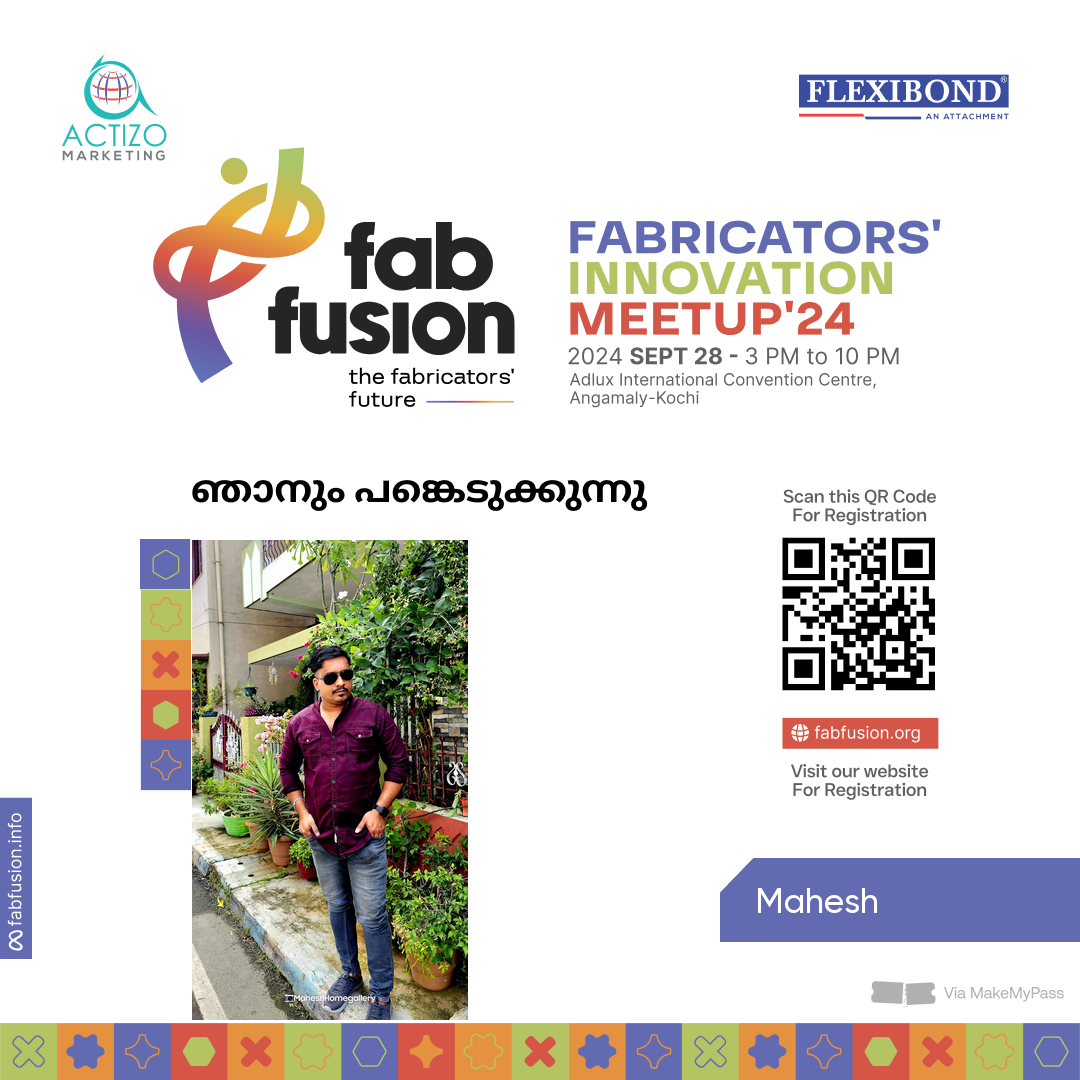 ACTIZO
MARKETING
FLEXIBOND®
AN ATTACHMENT
fab
fusion
the fabricators'
future
FABRICATORS'
INNOVATION
MEETUP'24
2024 SEPT 28 - 3 PM to 10 PM
Adlux International Convention Centre,
Angamaly-Kochi
ഞാനും പങ്കെടുക്കുന്നു
Scan this QR Code
For Registration
fabfusion.org
Visit our website
For Registration
fabfusion.info
Mahesh
MaheshHomegallery
Via MakeMyPass